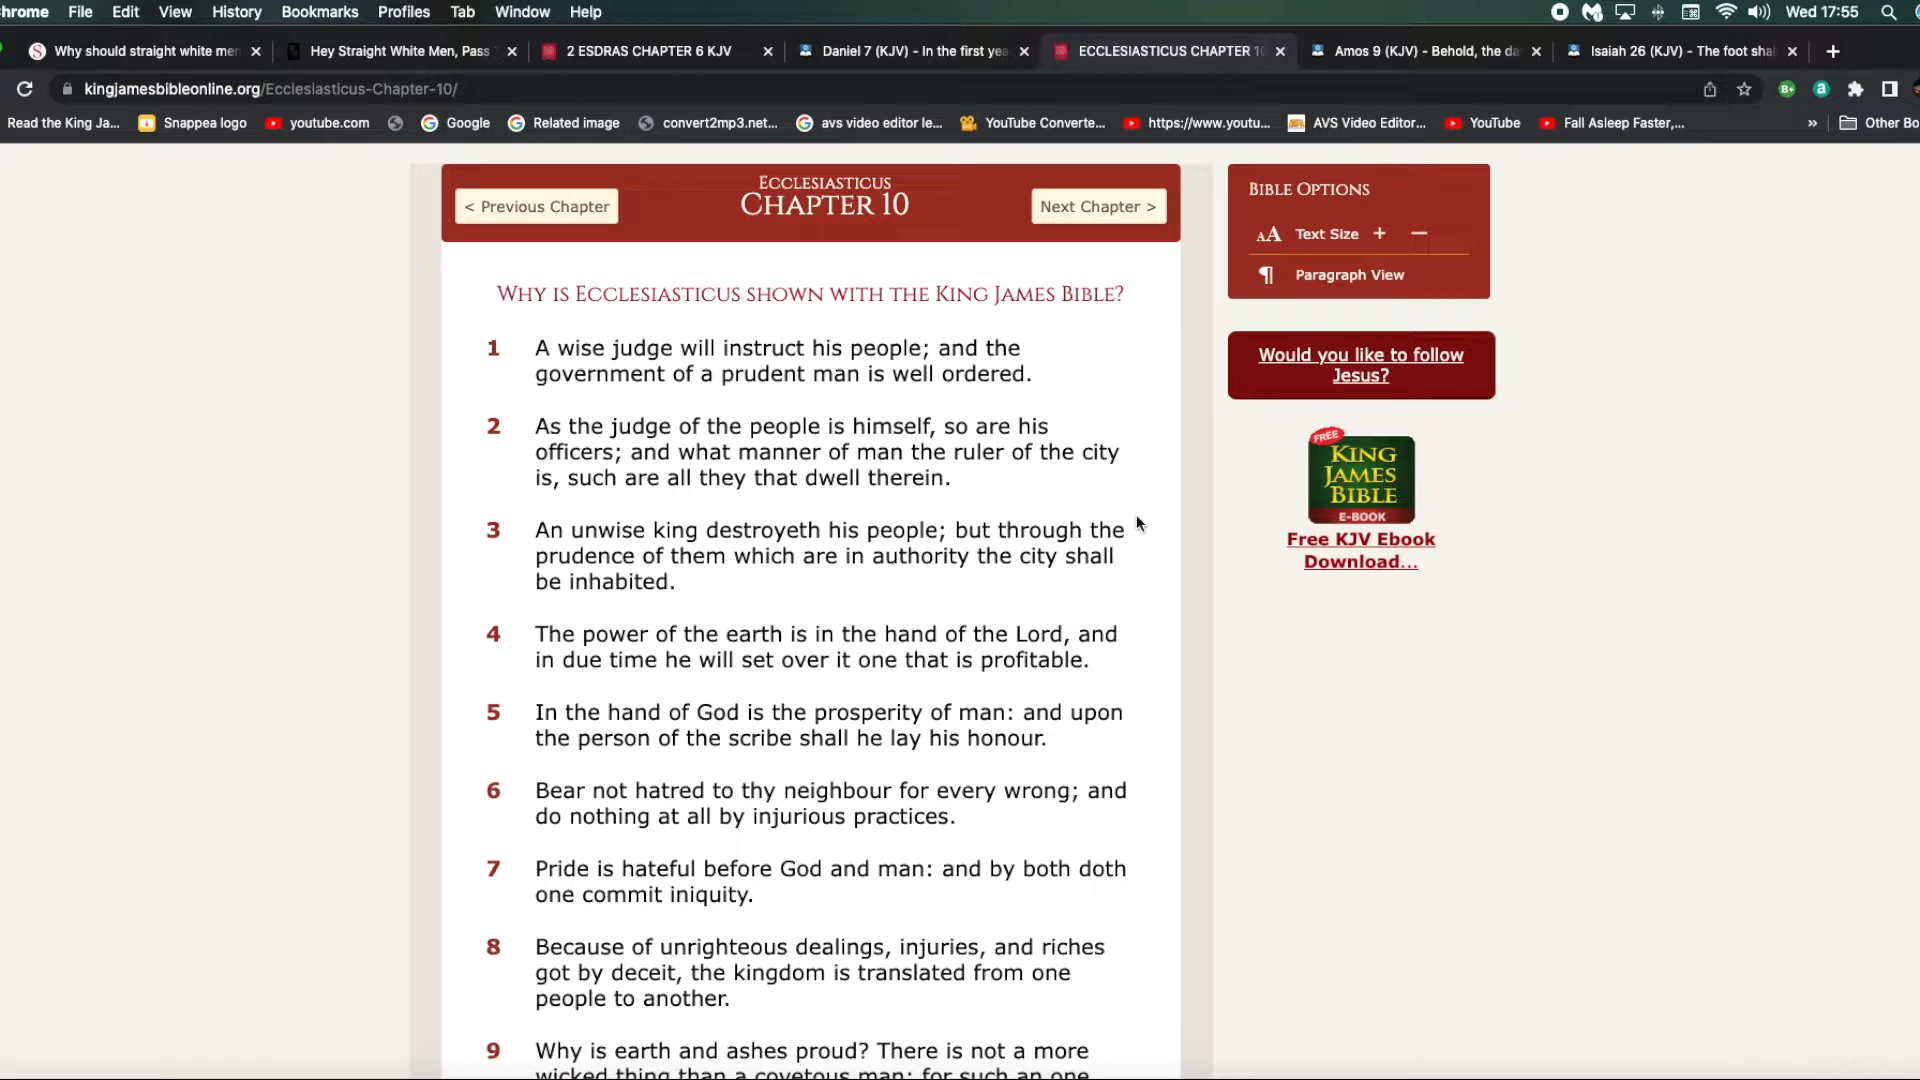 hrome File Edit View History Bookmarks Profiles Tab Window Help Wed 17:55
Why should straight white men Hey Straight White Men, Pass 2 ESDRAS CHAPTER 6 KJV Daniel 7 (KJV) - In the first yea ECCLESIASTICUS CHAPTER 10 Amos 9 (KJV) - Behold, the da Isaiah 26 (KJV) - The foot shal
kingjamesbibleonline.org/Ecclesiasticus-Chapter-10/
Read the King Ja... Snappea logo youtube.com Google Related image convert2mp3.net... avs video editor le... YouTube Converte... https://www.youtu... AVS Video Editor... YouTube Fall Asleep Faster,... » Other Bo
< Previous Chapter
ECCLESIASTICUS
CHAPTER 10
Next Chapter >
WHY IS ECCLESIASTICUS SHOWN WITH THE KING JAMES BIBLE?
1 A wise judge will instruct his people; and the
government of a prudent man is well ordered.
2 As the judge of the people is himself, so are his
officers; and what manner of man the ruler of the city
is, such are all they that dwell therein.
3 An unwise king destroyeth his people; but through the
prudence of them which are in authority the city shall
be inhabited.
4 The power of the earth is in the hand of the Lord, and
in due time he will set over it one that is profitable.
5 In the hand of God is the prosperity of man: and upon
the person of the scribe shall he lay his honour.
6 Bear not hatred to thy neighbour for every wrong; and
do nothing at all by injurious practices.
7 Pride is hateful before God and man: and by both doth
one commit iniquity.
8 Because of unrighteous dealings, injuries, and riches
got by deceit, the kingdom is translated from one
people to another.
9 Why is earth and ashes proud? There is not a more
wicked thing than a covetous man: for such an one
BIBLE OPTIONS
AA Text Size + —
¶ Paragraph View
Would you like to follow
Jesus?
FREE
KING
JAMES
BIBLE
E-BOOK
Free KJV Ebook
Download...